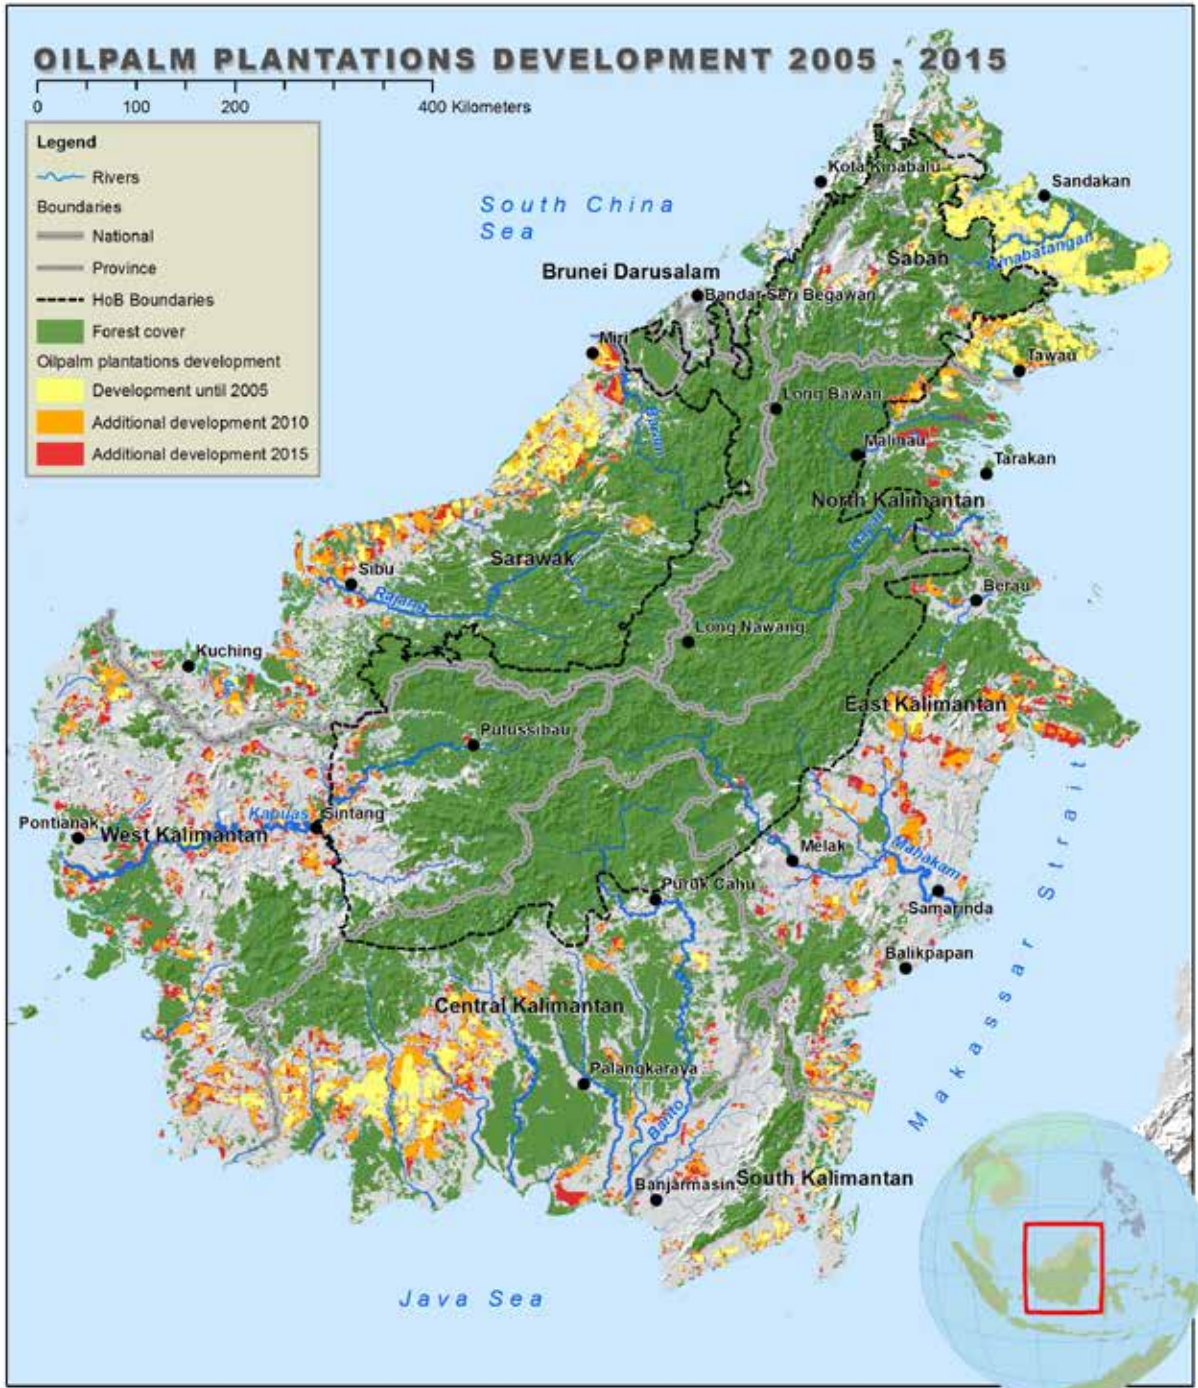 OILPALM PLANTATIONS DEVELOPMENT 2005 - 2015
0 100 200 400 Kilometers
Legend
Rivers
Boundaries
National
Province
HoB Boundaries
Forest cover
Oilpalm plantations development
Development until 2005
Additional development 2010
Additional development 2015
South China
Sea
Kota Kinabalu
Sandakan
Kinabatangan
Sabah
Brunei Darusalam
Bandar Seri Begawan
Miri
Tawau
Long Bawan
Baram
Malinau
Tarakan
North Kalimantan
Kayan
Sarawak
Sibu
Rajang
Berau
Long Nawang
Kuching
East Kalimantan
Putussibau
Kapuas
Sintang
Pontianak
West Kalimantan
Melak
Mahakam
Makassar Strait
Puruk Cahu
Samarinda
Balikpapan
Central Kalimantan
Palangkaraya
Barito
Banjarmasin
South Kalimantan
Java Sea